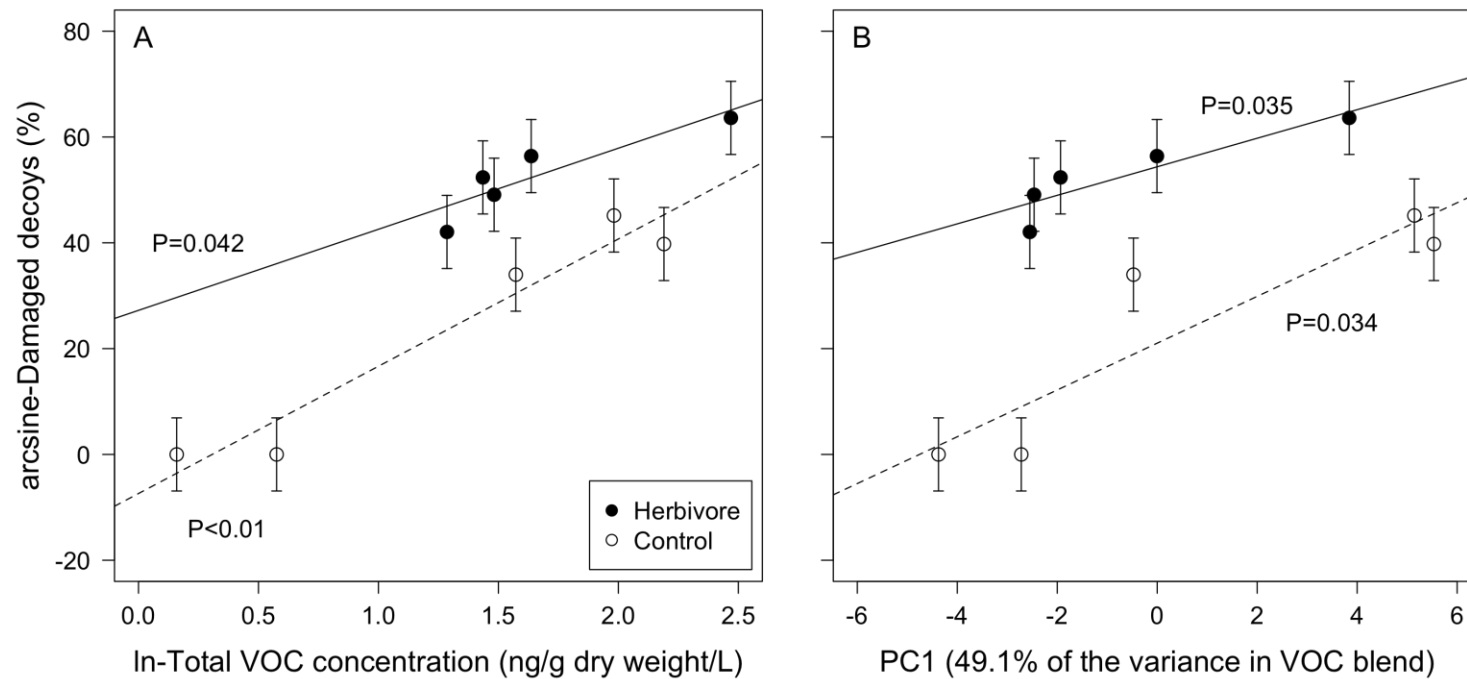 arcsine-Damaged decoys (%)
80
60
40
20
0
-20
A
P=0.042
P<0.01
Herbivore
Control
0.0 0.5 1.0 1.5 2.0 2.5
ln-Total VOC concentration (ng/g dry weight/L)
B
P=0.035
P=0.034
-6 -4 -2 0 2 4 6
PC1 (49.1% of the variance in VOC blend)